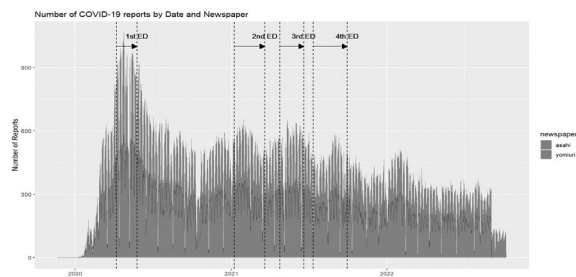 Number of COVID-19 reports by Date and Newspaper
1st ED
2nd ED
3rd ED
4th ED
Number of Reports
900
600
300
0
2020
2021
2022
newspaper
asahi
yomiuri